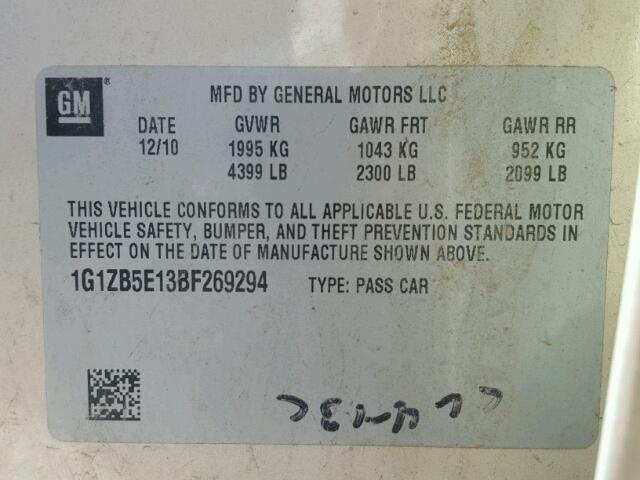 GM
MFD BY GENERAL MOTORS LLC
DATE GVWR GAWR FRT GAWR RR
12/10 1995 KG 1043 KG 952 KG
4399 LB 2300 LB 2099 LB
THIS VEHICLE CONFORMS TO ALL APPLICABLE U.S. FEDERAL MOTOR
VEHICLE SAFETY, BUMPER, AND THEFT PREVENTION STANDARDS IN
EFFECT ON THE DATE OF MANUFACTURE SHOWN ABOVE.
1G1ZB5E13BF269294 TYPE: PASS CAR